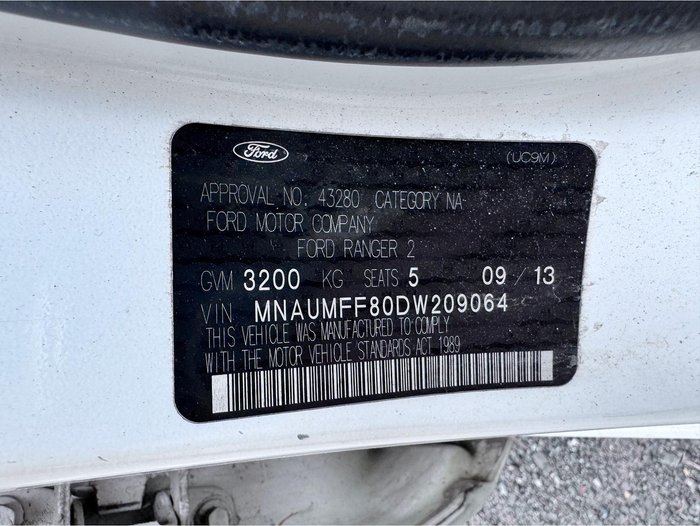 Ford
(UC9M)
APPROVAL NO. 43280 CATEGORY NA
FORD MOTOR COMPANY
FORD RANGER 2
GVM 3200 KG SEATS 5 09 / 13
VIN MNAUMFF80DW209064
THIS VEHICLE WAS MANUFACTURED TO COMPLY
WITH THE MOTOR VEHICLE STANDARDS ACT 1989